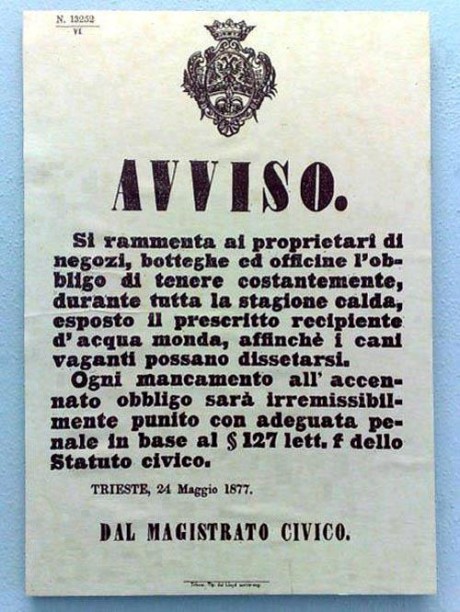 N. 13252
VI
AVVISO.
Si rammenta ai proprietari di
negozi, botteghe ed officine l'ob-
bligo di tenere costantemente,
durante tutta la stagione calda,
esposto il prescritto recipiente
d'acqua monda, affinchè i cani
vaganti possano dissetarsi.
Ogni mancamento all'accen-
nato obbligo sarà irremissibil-
mente punito con adeguata pe-
nale in base al § 127 lett. f dello
Statuto civico.
TRIESTE, 24 Maggio 1877.
DAL MAGISTRATO CIVICO.